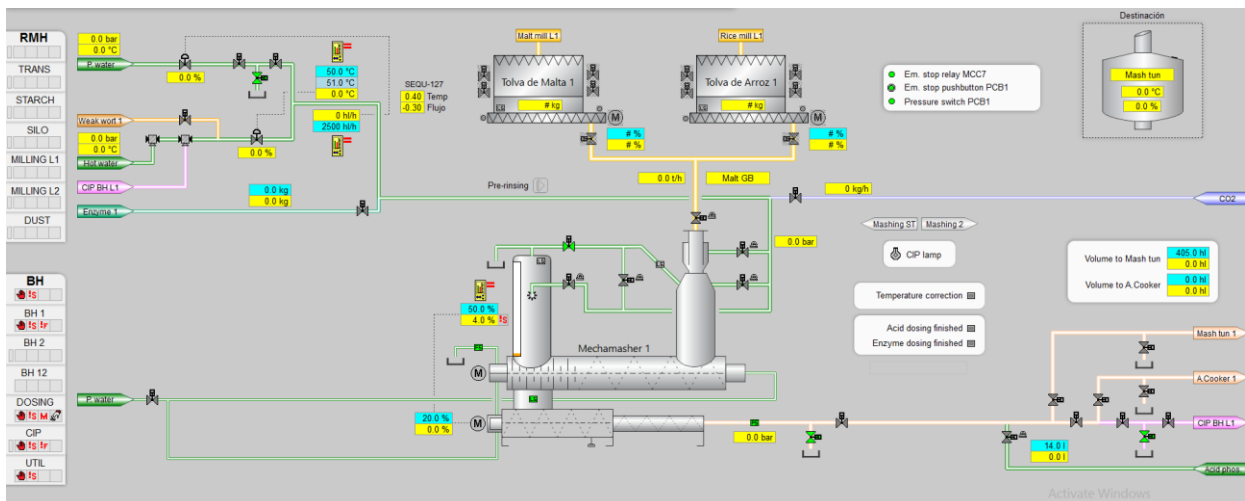 RMH
TRANS
STARCH
SILO
MILLING L1
MILLING L2
DUST
BH
!S
BH 1
!S !F
BH 2
BH 12
DOSING
!S M
CIP
!S !F
UTIL
!S
0.0 bar
0.0 °C
P water
0.0 %
Weak wort 1
0.0 bar
0.0 °C
Hot water
0.0 %
CIP BH L1
Enzyme 1
0.0 kg
0.0 kg
50.0 °C
51.0 °C
0.0 °C
0 hl/h
2500 hl/h
SEQU-127
0.40 Temp
-0.30 Flujo
Malt mill L1
Tolva de Malta 1
# kg
M
# %
# %
Rice mill L1
Tolva de Arroz 1
# kg
M
# %
# %
Em. stop relay MCC7
Em. stop pushbutton PCB1
Pressure switch PCB1
Destinación
Mash tun
0.0 °C
0.0 %
Pre-rinsing
0.0 t/h
Malt GB
0 kg/h
CO2
0.0 bar
Mashing ST
Mashing 2
CIP lamp
Volume to Mash tun
405.0 hl
0.0 hl
Volume to A.Cooker
0.0 hl
0.0 hl
Temperature correction
Acid dosing finished
Enzyme dosing finished
50.0 %
4.0 %
!S
Mechamasher 1
M
P water
20.0 %
0.0 %
M
0.0 bar
Mash tun 1
A.Cooker 1
CIP BH L1
14.0 l
0.0 l
Acid phos
Activate Windows